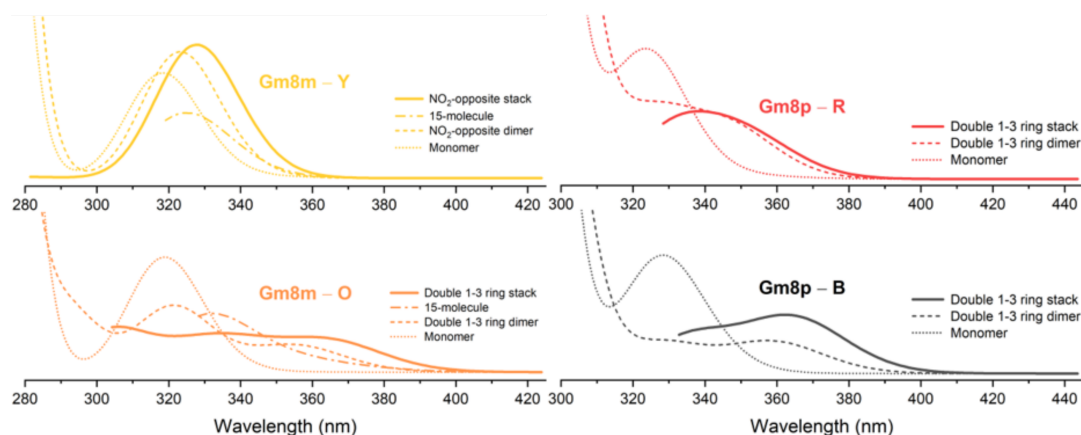 Gm8m – Y
NO₂-opposite stack
15-molecule
NO₂-opposite dimer
Monomer
280 300 320 340 360 380 400 420
Gm8p – R
Double 1-3 ring stack
Double 1-3 ring dimer
Monomer
300 320 340 360 380 400 420 440
Gm8m – O
Double 1-3 ring stack
15-molecule
Double 1-3 ring dimer
Monomer
280 300 320 340 360 380 400 420
Wavelength (nm)
Gm8p – B
Double 1-3 ring stack
Double 1-3 ring dimer
Monomer
300 320 340 360 380 400 420 440
Wavelength (nm)